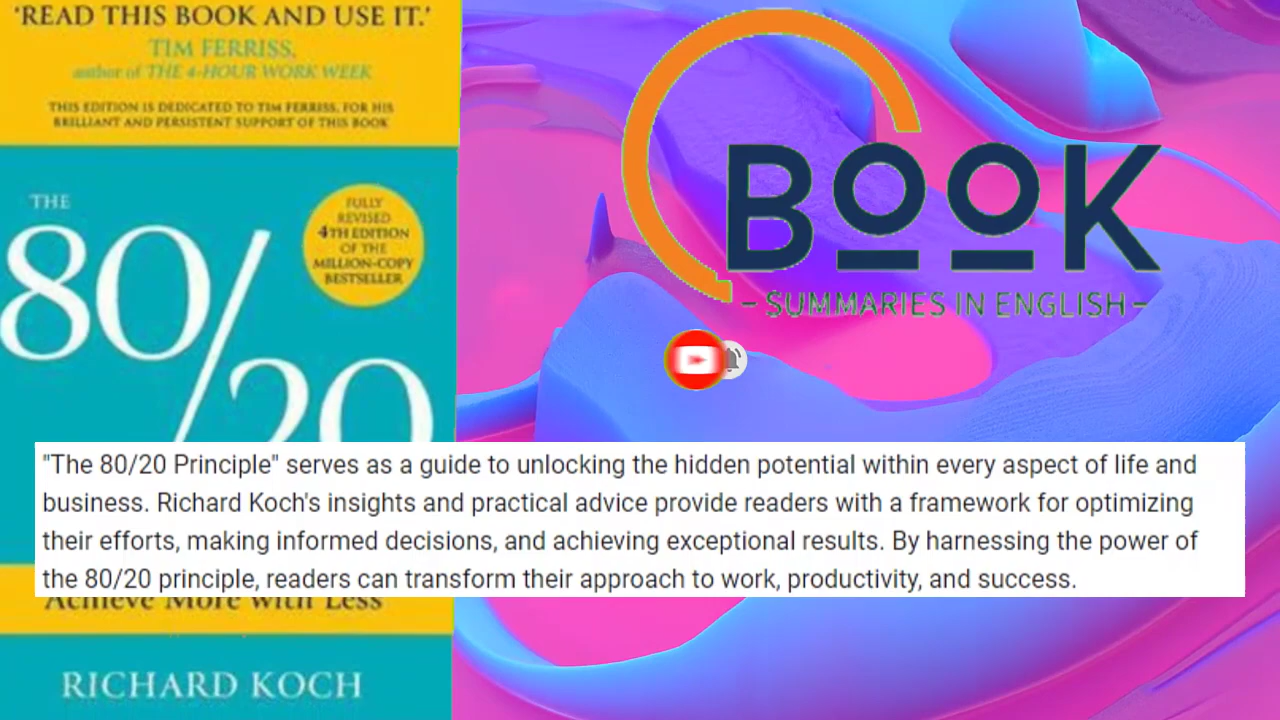 'READ THIS BOOK AND USE IT.'
TIM FERRISS,
author of THE 4-HOUR WORK WEEK
THIS EDITION IS DEDICATED TO TIM FERRISS, FOR HIS
BRILLIANT AND PERSISTENT SUPPORT OF THIS BOOK
THE
80/20
FULLY
REVISED
4TH EDITION
OF THE
MILLION-COPY
BESTSELLER
BOOK
– SUMMARIES IN ENGLISH –
"The 80/20 Principle" serves as a guide to unlocking the hidden potential within every aspect of life and
business. Richard Koch's insights and practical advice provide readers with a framework for optimizing
their efforts, making informed decisions, and achieving exceptional results. By harnessing the power of
the 80/20 principle, readers can transform their approach to work, productivity, and success.
Achieve More with Less
RICHARD KOCH